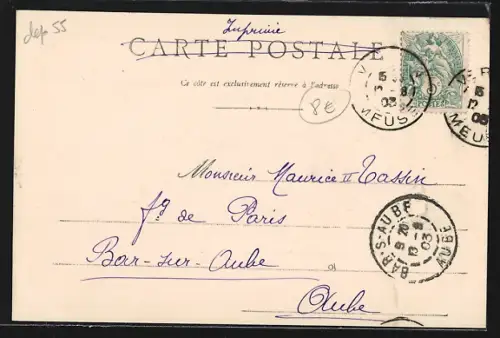 dep 55
Imprimé
CARTE POSTALE
Ce côté est exclusivement réservé à l'adresse
8€
MEUSE
MEUSE
Monsieur Maurice Tassin
fg de Paris
Bar-sur-Aube
a
Aube
BAR-S-AUBE
03
AUBE